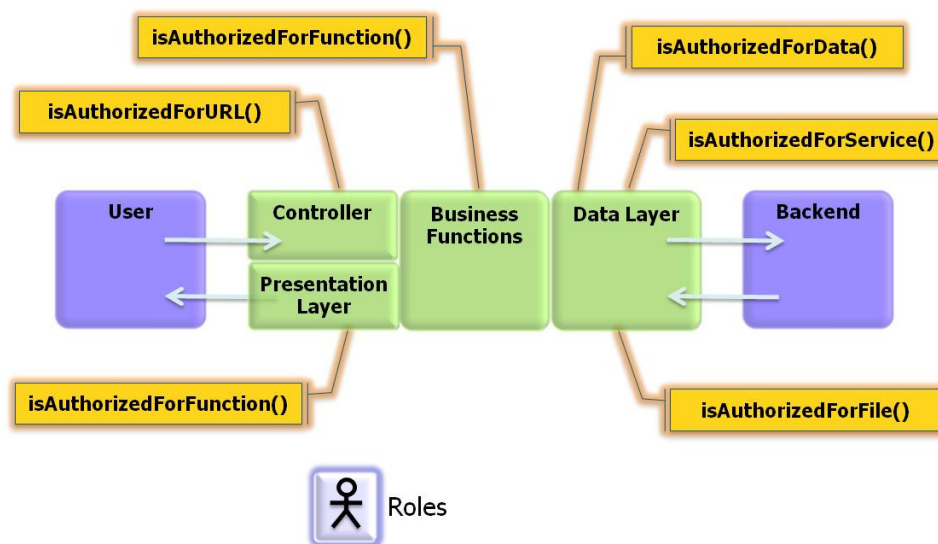 isAuthorizedForFunction()
isAuthorizedForData()
isAuthorizedForURL()
isAuthorizedForService()
User
Controller
Business
Functions
Data Layer
Backend
Presentation
Layer
isAuthorizedForFunction()
isAuthorizedForFile()
Roles